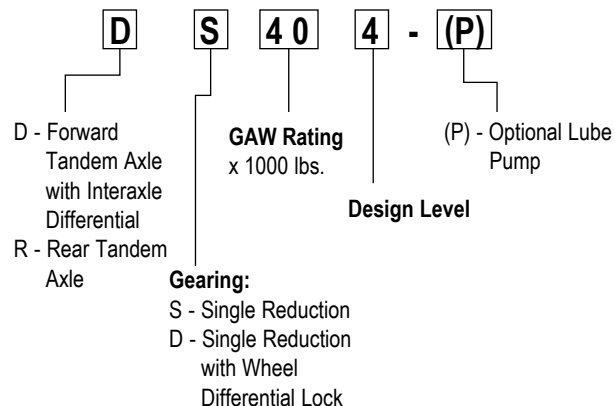 D S 4 0 4 - (P)
D - Forward
Tandem Axle
with Interaxle
Differential
R - Rear Tandem
Axle
Gearing:
S - Single Reduction
D - Single Reduction
with Wheel
Differential Lock
GAW Rating
x 1000 lbs.
Design Level
(P) - Optional Lube
Pump